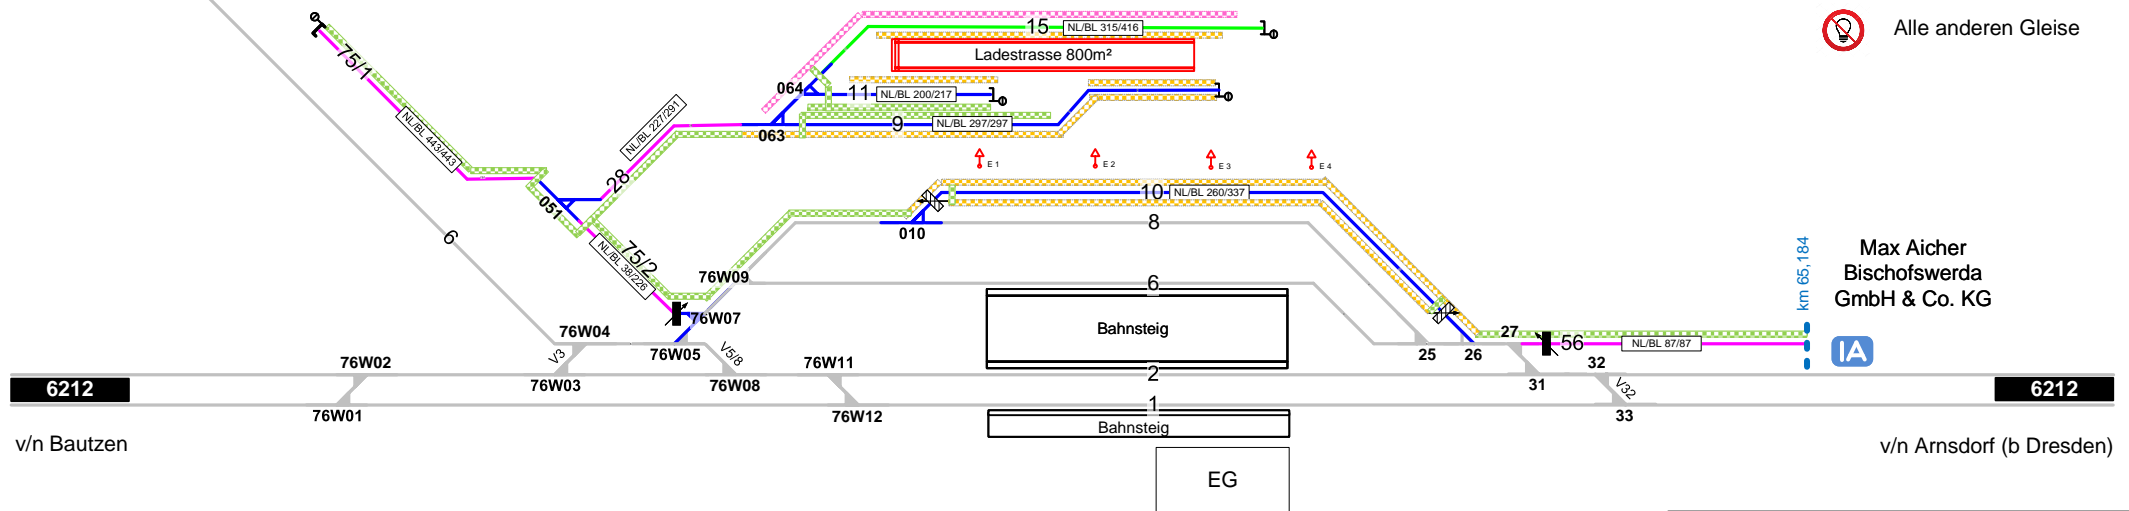 15
NL/BL 315/416
Alle anderen Gleise
Ladestrasse 800m²
75/1
064
11
NL/BL 200/217
NL/BL 227/291
NL/BL 443/443
063
9
NL/BL 297/297
E 1
E 2
E 3
E 4
28
10
NL/BL 260/337
051
8
010
6
75/2
NL/BL 38/226
76W09
6
km 65,184
Max Aicher
Bischofswerda
GmbH & Co. KG
76W07
Bahnsteig
76W04
27
56
NL/BL 87/87
IA
V3
76W05
V5/8
25
26
76W02
76W11
32
2
6212
76W03
76W08
31
V32
6212
1
76W01
76W12
33
Bahnsteig
v/n Bautzen
v/n Arnsdorf (b Dresden)
EG